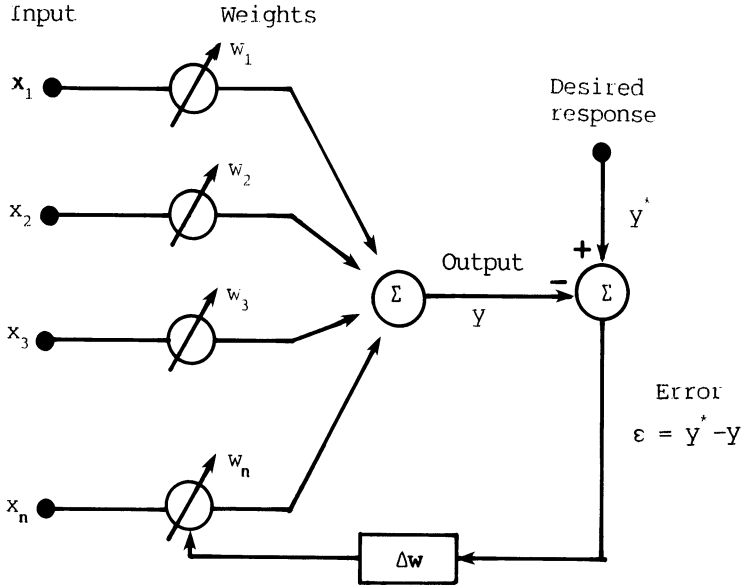 Input
Weights
x₁
w₁
Desired
response
x₂
w₂
y*
+
Output
−
Σ
Σ
y
x₃
w₃
Error
ε = y* −y
xₙ
wₙ
Δw